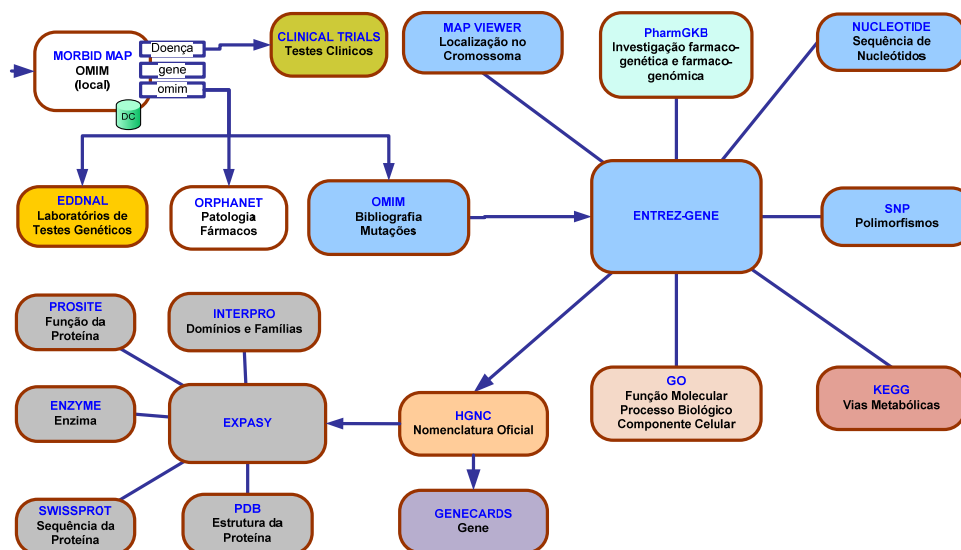 MORBID MAP
OMIM
(local)
Doença
gene
omim
DC
CLINICAL TRIALS
Testes Clinicos
MAP VIEWER
Localização no
Cromossoma
PharmGKB
Investigação farmaco-
genética e farmaco-
genómica
NUCLEOTIDE
Sequência de
Nucleótidos
EDDNAL
Laboratórios de
Testes Genéticos
ORPHANET
Patologia
Fármacos
OMIM
Bibliografia
Mutações
ENTREZ-GENE
SNP
Polimorfismos
PROSITE
Função da
Proteína
INTERPRO
Domínios e Famílias
ENZYME
Enzima
EXPASY
HGNC
Nomenclatura Oficial
GO
Função Molecular
Processo Biológico
Componente Celular
KEGG
Vias Metabólicas
SWISSPROT
Sequência da
Proteína
PDB
Estrutura da
Proteína
GENECARDS
Gene